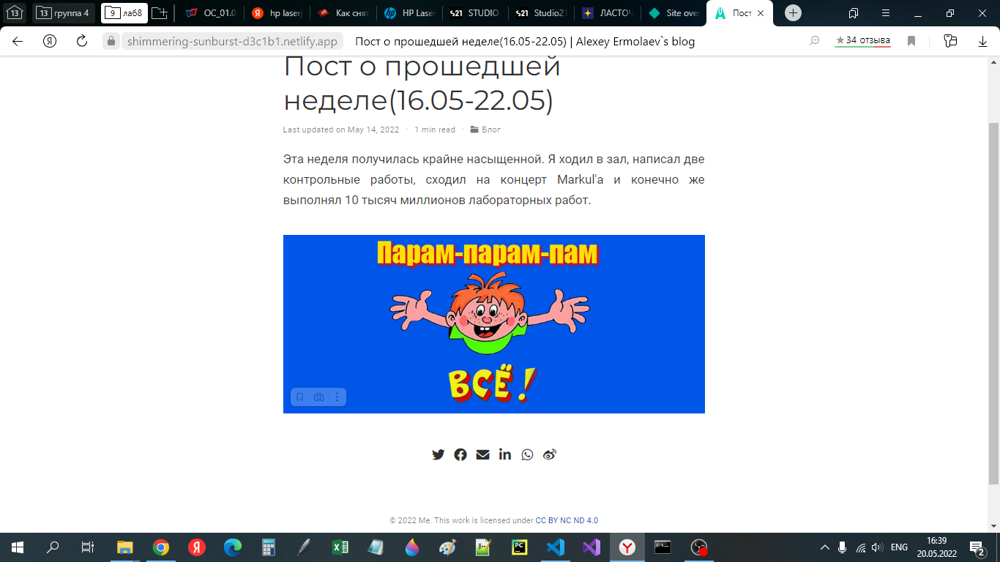 13
13 группа 4
9 лаб8
ОС_01.0
hp laserj
Как снят
HP Laser
S21 STUDIO
S21 Studio21
ЛАСТОЧ
Site over
Пост
shimmering-sunburst-d3c1b1.netlify.app
Пост о прошедшей неделе(16.05-22.05) | Alexey Ermolaev`s blog
★34 отзыва
Пост о прошедшей
неделе(16.05-22.05)
Last updated on May 14, 2022 · 1 min read · Блог
Эта неделя получилась крайне насыщенной. Я ходил в зал, написал две
контрольные работы, сходил на концерт Markul'а и конечно же
выполнял 10 тысяч миллионов лабораторных работ.
Парам-парам-пам
ВСЁ!
© 2022 Me. This work is licensed under CC BY NC ND 4.0
ENG
16:39
20.05.2022
2